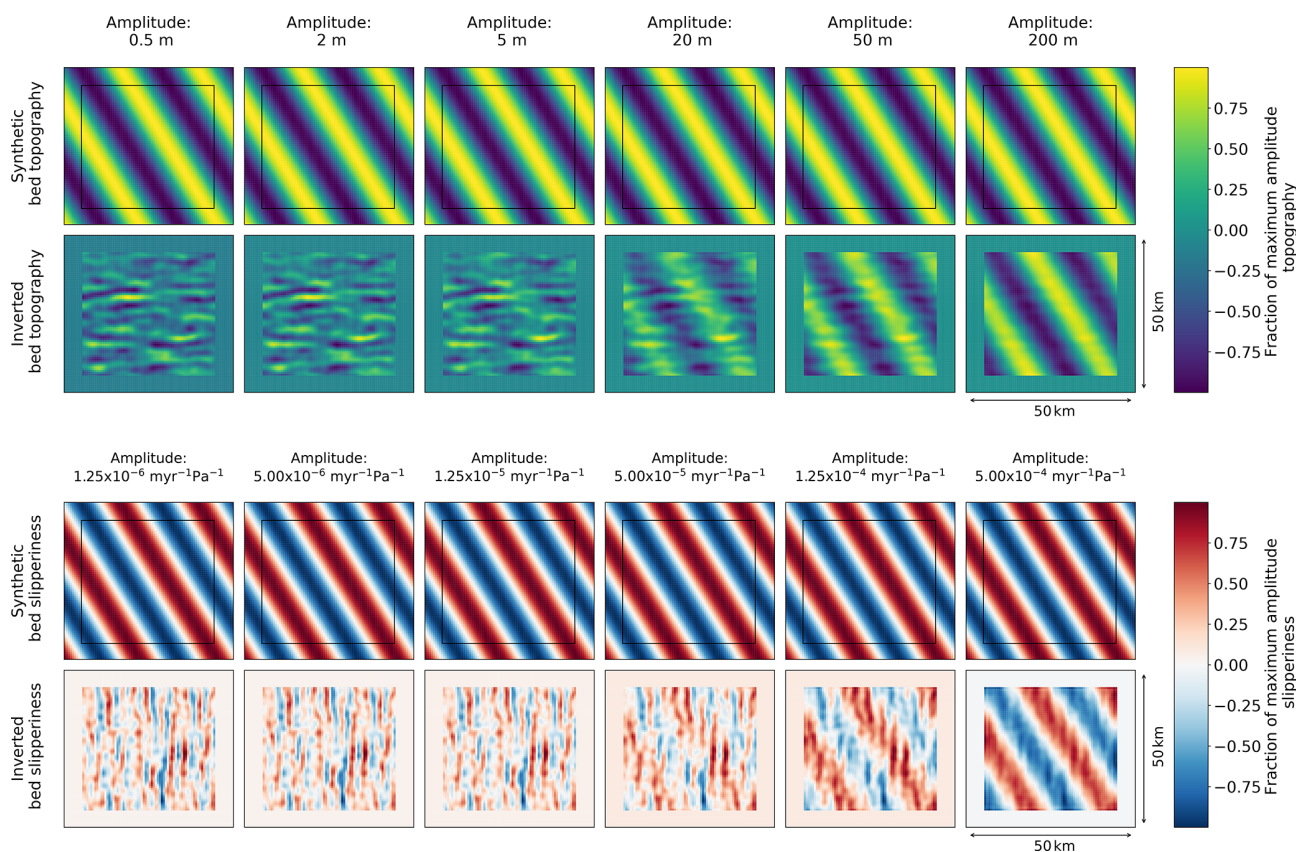 Amplitude:
0.5 m
Amplitude:
2 m
Amplitude:
5 m
Amplitude:
20 m
Amplitude:
50 m
Amplitude:
200 m
Synthetic
bed topography
Inverted
bed topography
0.75
0.50
0.25
0.00
−0.25
−0.50
−0.75
Fraction of maximum amplitude
topography
50 km
50 km
Amplitude:
1.25x10⁻⁶ myr⁻¹Pa⁻¹
Amplitude:
5.00x10⁻⁶ myr⁻¹Pa⁻¹
Amplitude:
1.25x10⁻⁵ myr⁻¹Pa⁻¹
Amplitude:
5.00x10⁻⁵ myr⁻¹Pa⁻¹
Amplitude:
1.25x10⁻⁴ myr⁻¹Pa⁻¹
Amplitude:
5.00x10⁻⁴ myr⁻¹Pa⁻¹
Synthetic
bed slipperiness
Inverted
bed slipperiness
0.75
0.50
0.25
0.00
−0.25
−0.50
−0.75
Fraction of maximum amplittude
slipperiness
50 km
50 km